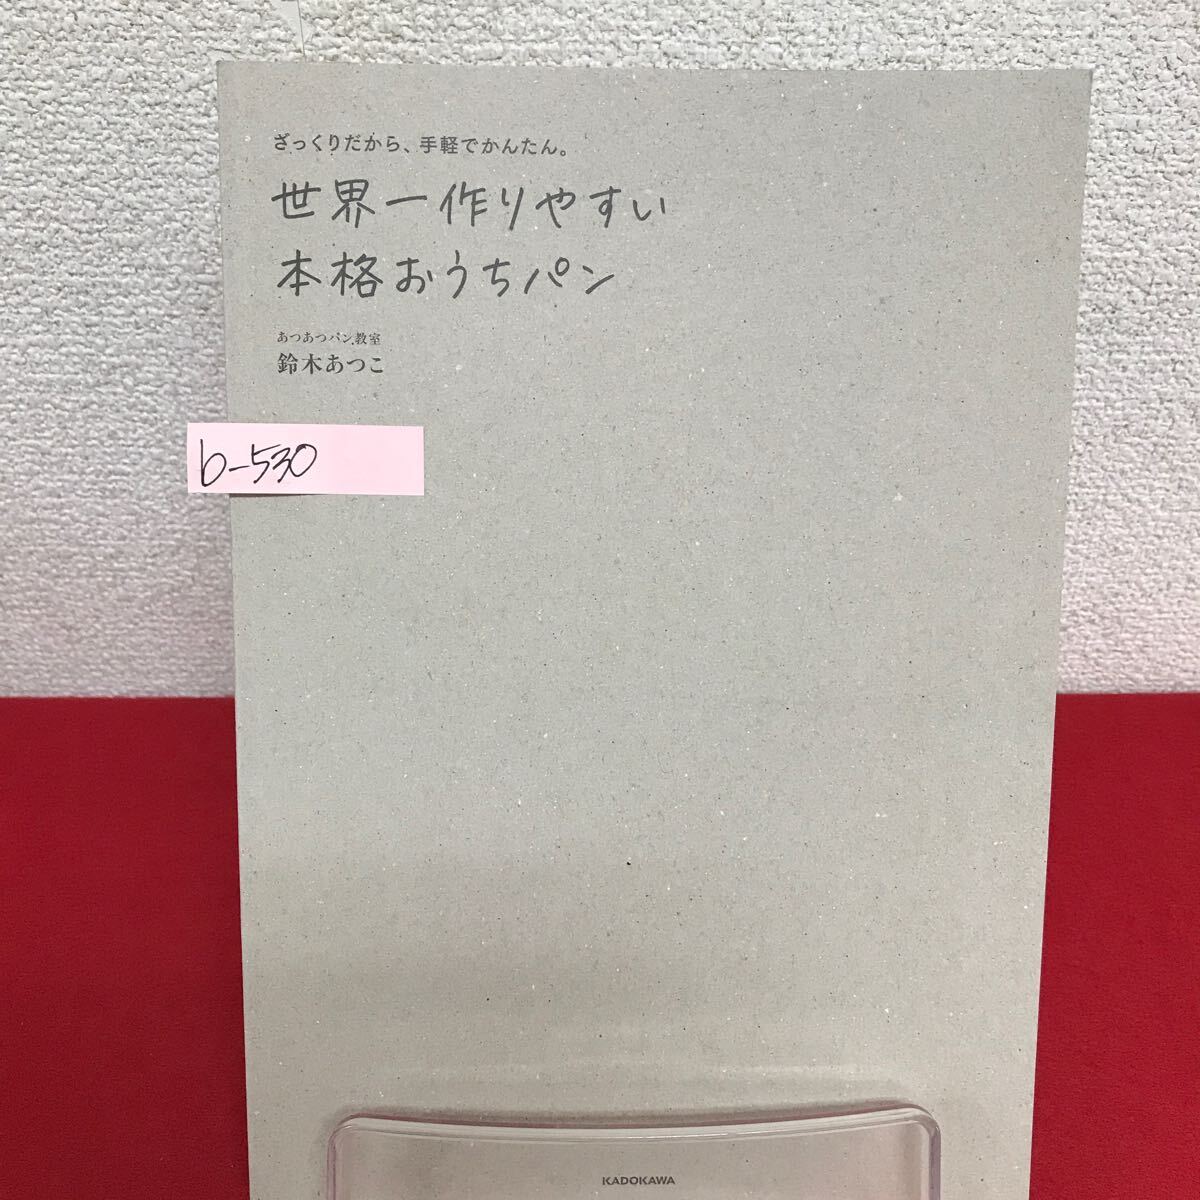 ざっくりだから、手軽でかんたん。
世界一作りやすい
本格おうちパン
あつあつパン教室
鈴木あつこ
b-530
KADOKAWA